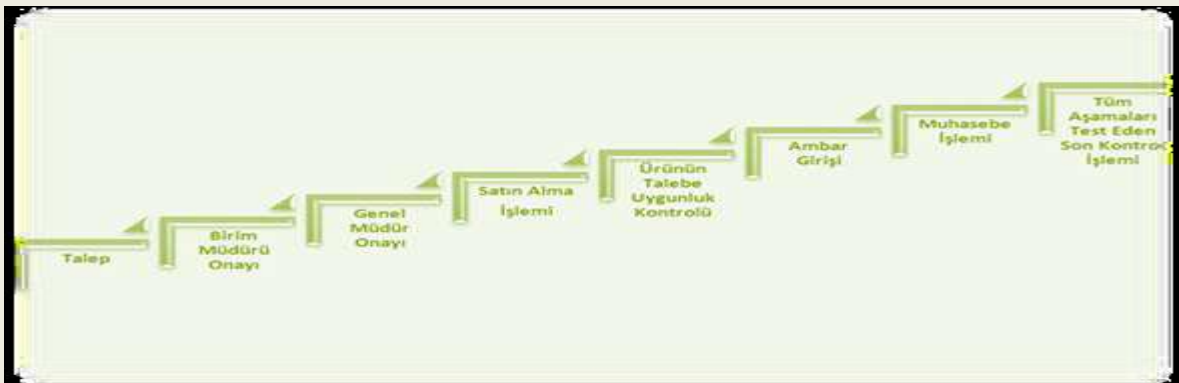 Talep
Birim
Müdürü
Onayı
Genel
Müdür
Onayı
Satın Alma
İşlemi
Ürünün
Talebe
Uygunluk
Kontrolü
Ambar
Girişi
Muhasebe
İşlemi
Tüm
Aşamaları
Test Eden
Son Kontrol
İşlemi